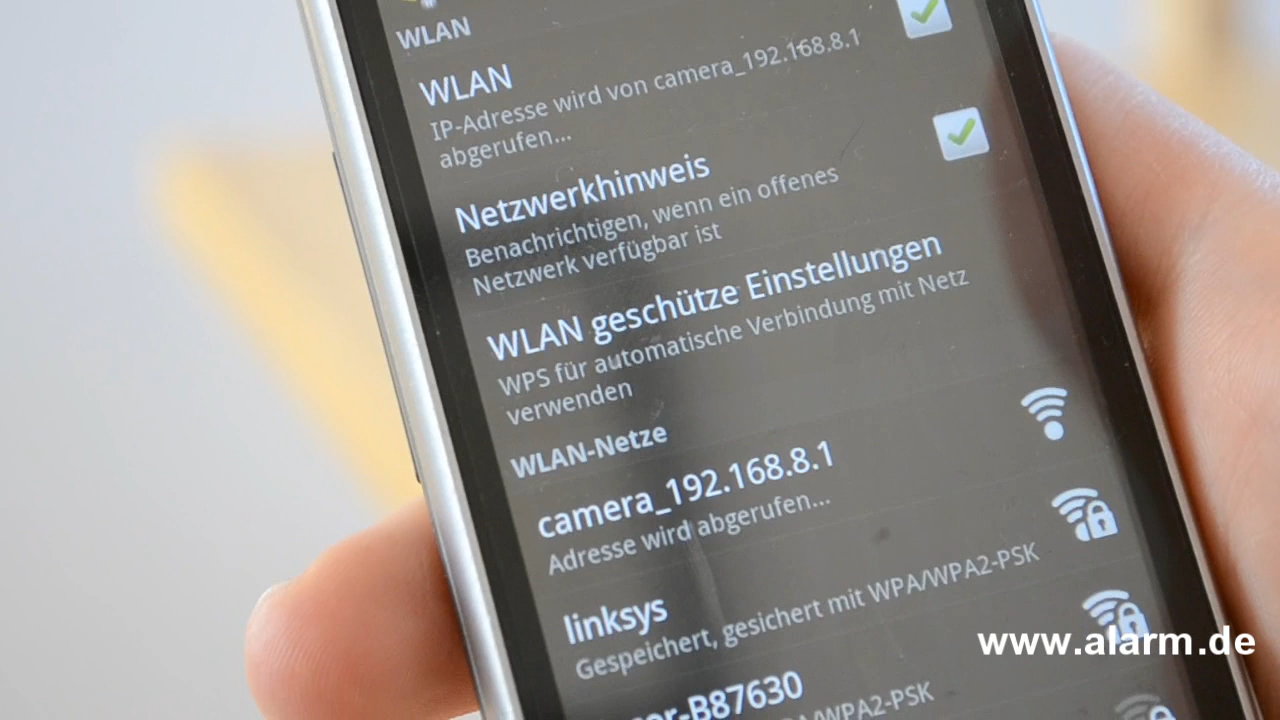 WLAN
WLAN
IP-Adresse wird von camera_192.168.8.1
abgerufen...
Netzwerkhinweis
Benachrichtigen, wenn ein offenes
Netzwerk verfügbar ist
WLAN geschütze Einstellungen
WPS für automatische Verbindung mit Netz
verwenden
WLAN-Netze
camera_192.168.8.1
Adresse wird abgerufen...
linksys
Gespeichert, gesichert mit WPA/WPA2-PSK
www.alarm.de